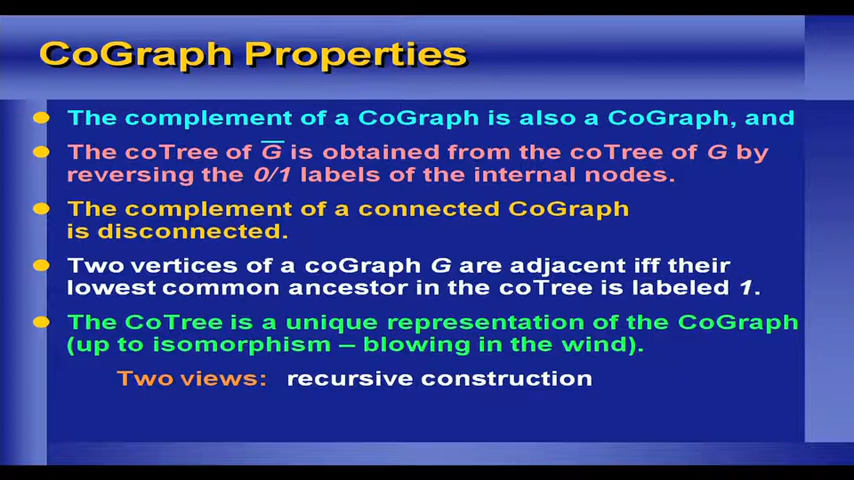 CoGraph Properties
The complement of a CoGraph is also a CoGraph, and
The coTree of G̅ is obtained from the coTree of G by
reversing the 0/1 labels of the internal nodes.
The complement of a connected CoGraph
is disconnected.
Two vertices of a coGraph G are adjacent iff their
lowest common ancestor in the coTree is labeled 1.
The CoTree is a unique representation of the CoGraph
(up to isomorphism – blowing in the wind).
Two views: recursive construction